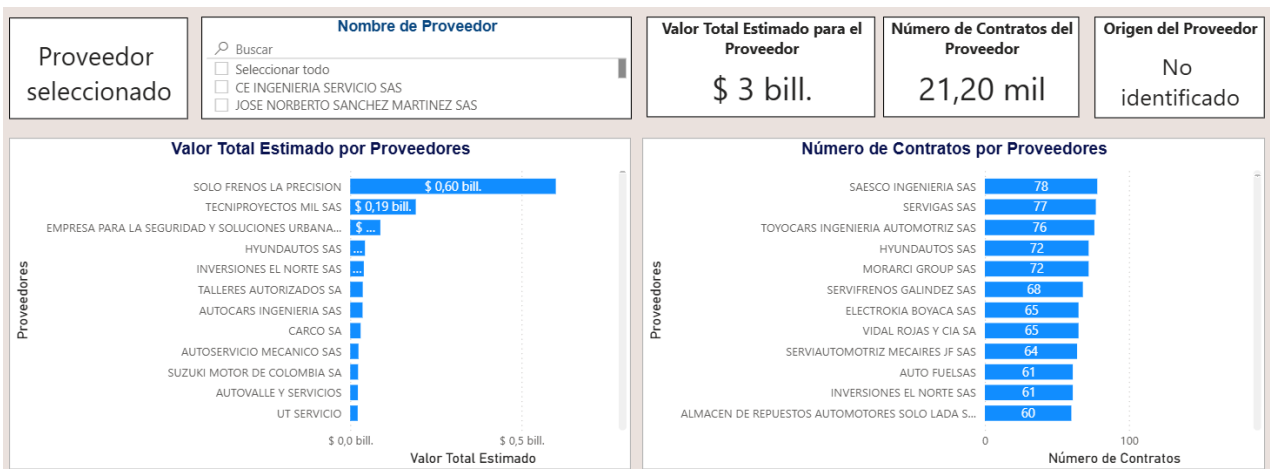 Proveedor
seleccionado
Nombre de Proveedor
Buscar
Seleccionar todo
CE INGENIERIA SERVICIO SAS
JOSE NORBERTO SANCHEZ MARTINEZ SAS
Valor Total Estimado para el
Proveedor
$ 3 bill.
Número de Contratos del
Proveedor
21,20 mil
Origen del Proveedor
No
identificado
Valor Total Estimado por Proveedores
Proveedores
SOLO FRENOS LA PRECISION $ 0,60 bill.
TECNIPROYECTOS MIL SAS $ 0,19 bill.
EMPRESA PARA LA SEGURIDAD Y SOLUCIONES URBANA... $ ...
HYUNDAUTOS SAS ...
INVERSIONES EL NORTE SAS ...
TALLERES AUTORIZADOS SA
AUTOCARS INGENIERIA SAS
CARCO SA
AUTOSERVICIO MECANICO SAS
SUZUKI MOTOR DE COLOMBIA SA
AUTOVALLE Y SERVICIOS
UT SERVICIO
$ 0,0 bill. $ 0,5 bill.
Valor Total Estimado
Número de Contratos por Proveedores
Proveedores
SAESCO INGENIERIA SAS 78
SERVIGAS SAS 77
TOYOCARS INGENIERIA AUTOMOTRIZ SAS 76
HYUNDAUTOS SAS 72
MORARCI GROUP SAS 72
SERVIFRENOS GALINDEZ SAS 68
ELECTROKIA BOYACA SAS 65
VIDAL ROJAS Y CIA SA 65
SERVIAUTOMOTRIZ MECAIRES JF SAS 64
AUTO FUELSAS 61
INVERSIONES EL NORTE SAS 61
ALMACEN DE REPUESTOS AUTOMOTORES SOLO LADA S... 60
0 100
Número de Contratos